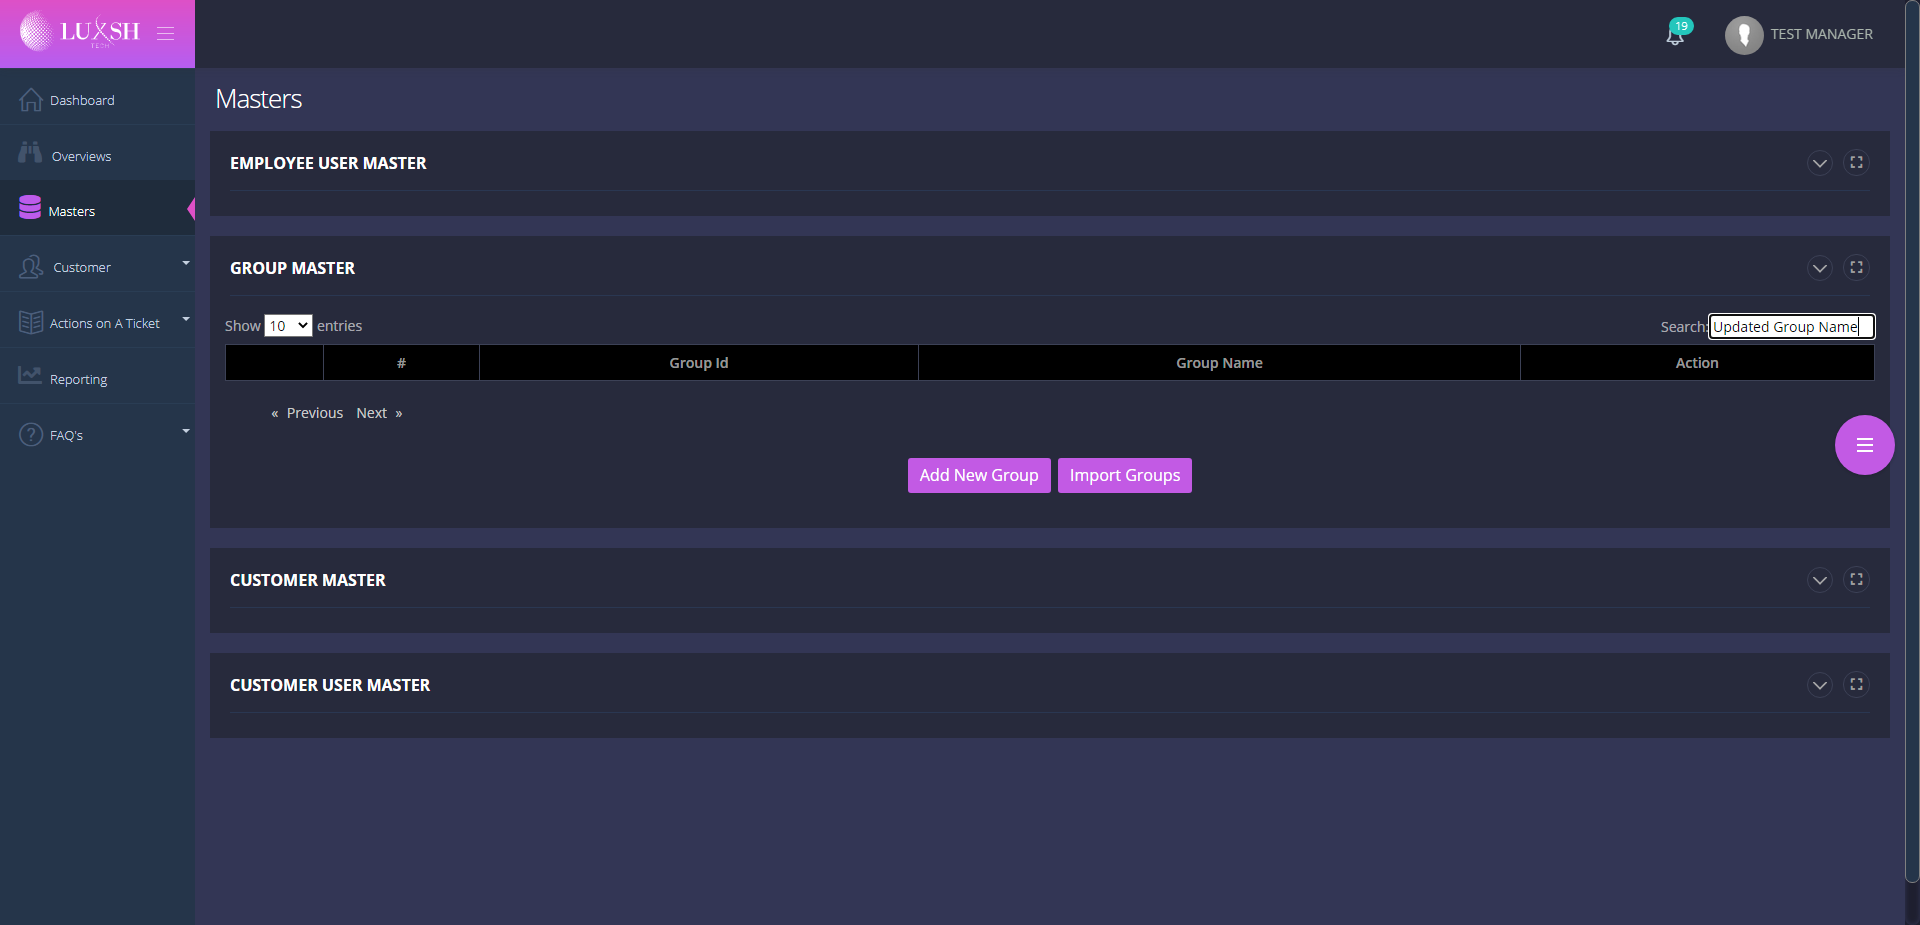 LUXSH
TECH
19
TEST MANAGER
Dashboard
Overviews
Masters
Customer
Actions on A Ticket
Reporting
FAQ's
Masters
EMPLOYEE USER MASTER
GROUP MASTER
Show 10 entries
Search: Updated Group Name
# Group Id Group Name Action
« Previous Next »
Add New Group Import Groups
CUSTOMER MASTER
CUSTOMER USER MASTER